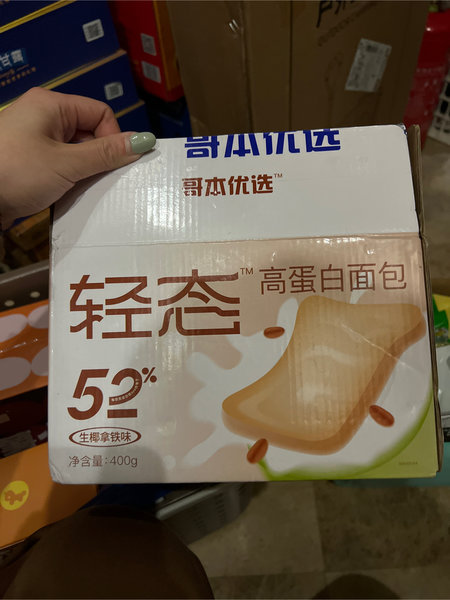 哥本优选
哥本优选™
轻态™
高蛋白面包
52%
生椰拿铁味
净含量:400g